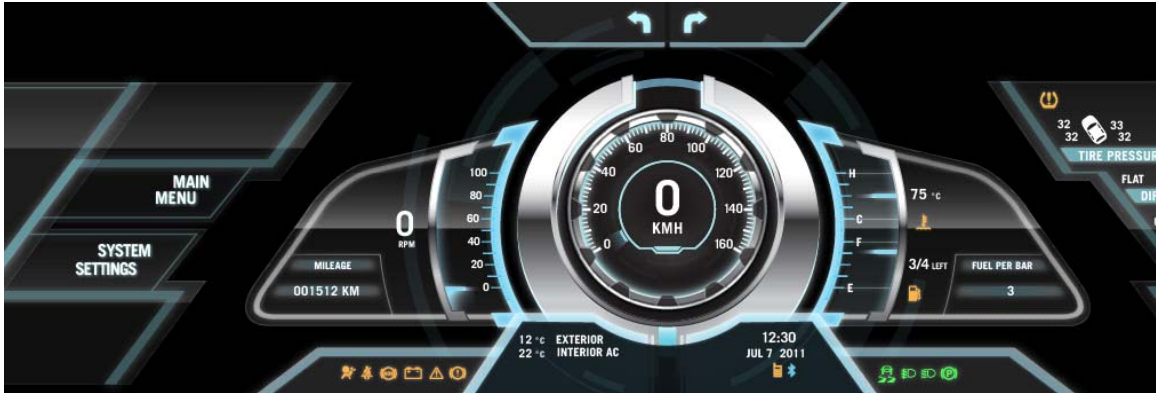 MAIN
MENU
SYSTEM
SETTINGS
0
RPM
MILEAGE
001512 KM
100
80
60
40
20
0
0
20
40
60
80
100
120
140
160
0
KMH
H
C
F
E
75 °C
3/4 LEFT
FUEL PER BAR
3
12 °C EXTERIOR
22 °C INTERIOR AC
12:30
JUL 7 2011
32 33
32 32
TIRE PRESSUR
FLAT